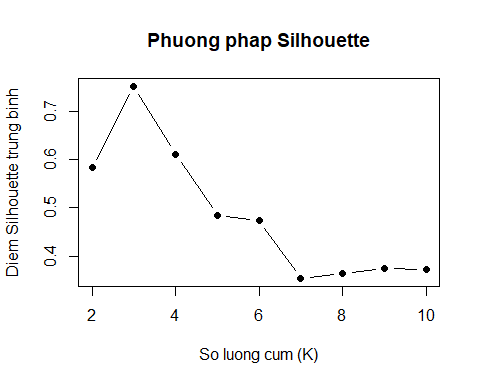 Phuong phap Silhouette
Diem Silhouette trung binh
0.7
0.6
0.5
0.4
2 4 6 8 10
So luong cum (K)